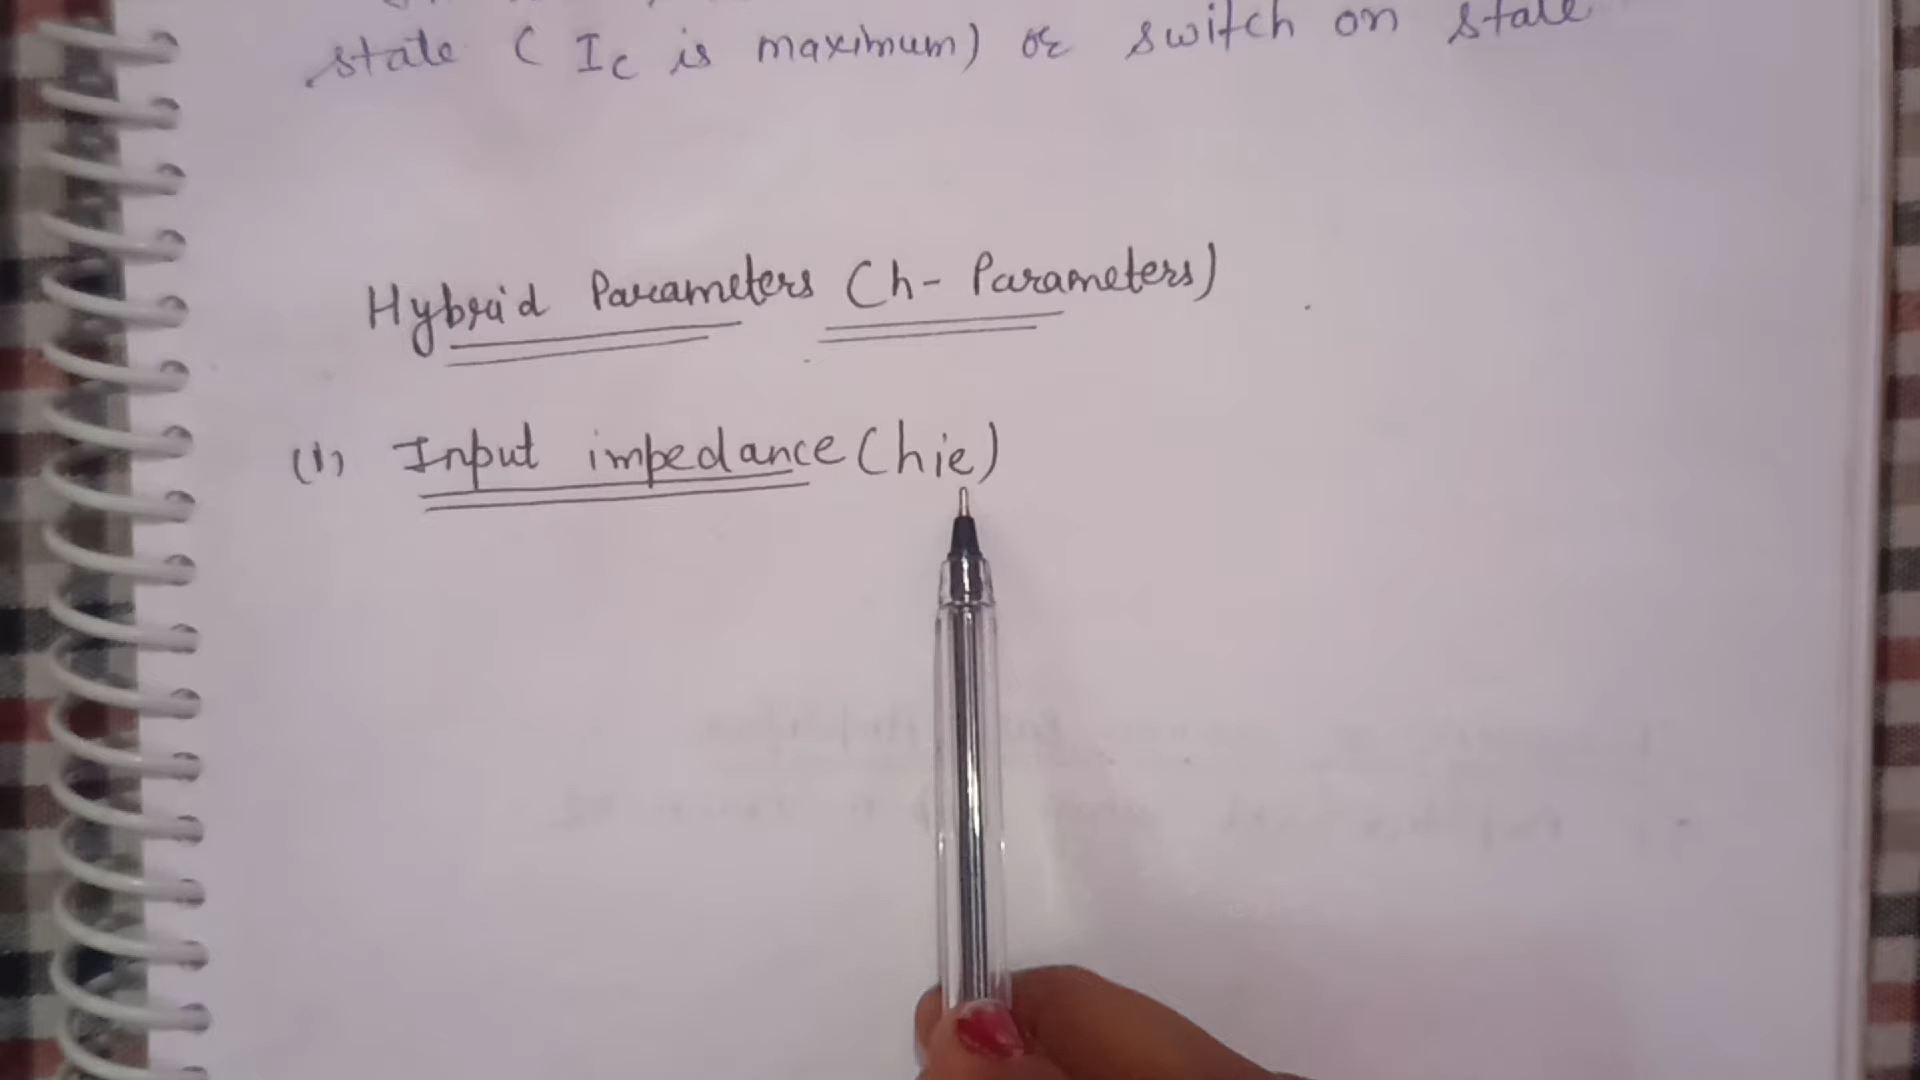 state (Ic is maximum) or switch on state
Hybrid Parameters (h- Parameters)
(1) Input impedance (hie)